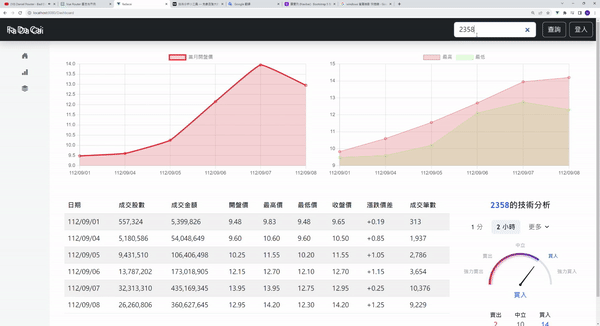 Fa Da Cai
2358
查詢
登入
當日開盤價
最高 最低
14.0
13.5
13.0
12.5
12.0
11.5
11.0
10.5
10.0
9.5
9.0
112/09/01 112/09/04 112/09/05 112/09/06 112/09/07 112/09/08
15
14
13
12
11
10
9
112/09/01 112/09/04 112/09/05 112/09/06 112/09/07 112/09/08
日期 成交股數 成交金額 開盤價 最高價 最低價 收盤價 漲跌價差 成交筆數
112/09/01 557,324 5,399,826 9.48 9.83 9.48 9.65 +0.19 313
112/09/04 5,180,586 54,048,649 9.60 10.60 9.60 10.50 +0.85 1,937
112/09/05 9,431,510 106,406,498 10.25 11.55 10.20 11.55 +1.05 2,786
112/09/06 13,787,202 173,018,905 12.15 12.70 12.10 12.70 +1.15 3,654
112/09/07 32,313,310 435,169,345 13.95 13.95 12.75 12.95 +0.25 10,376
112/09/08 26,260,806 360,627,645 12.95 14.20 12.30 14.20 +1.25 9,229
2358的技術分析
1 分 2 小時 更多
中立
賣出 買入
強力賣出 強力買入
買入
賣出 中立 買入
2 10 14